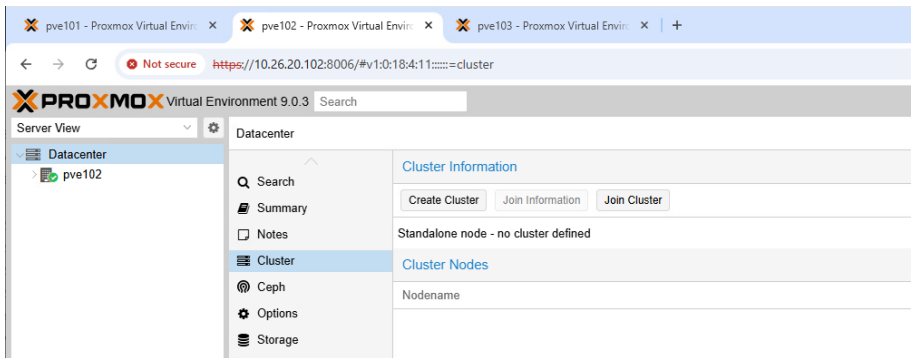 pve101 - Proxmox Virtual Enviro
pve102 - Proxmox Virtual Enviro
pve103 - Proxmox Virtual Enviro
Not secure https://10.26.20.102:8006/#v1:0:18:4:11::::::=cluster
PROXMOX Virtual Environment 9.0.3 Search
Server View
Datacenter
pve102
Datacenter
Search
Summary
Notes
Cluster
Ceph
Options
Storage
Cluster Information
Create Cluster Join Information Join Cluster
Standalone node - no cluster defined
Cluster Nodes
Nodename